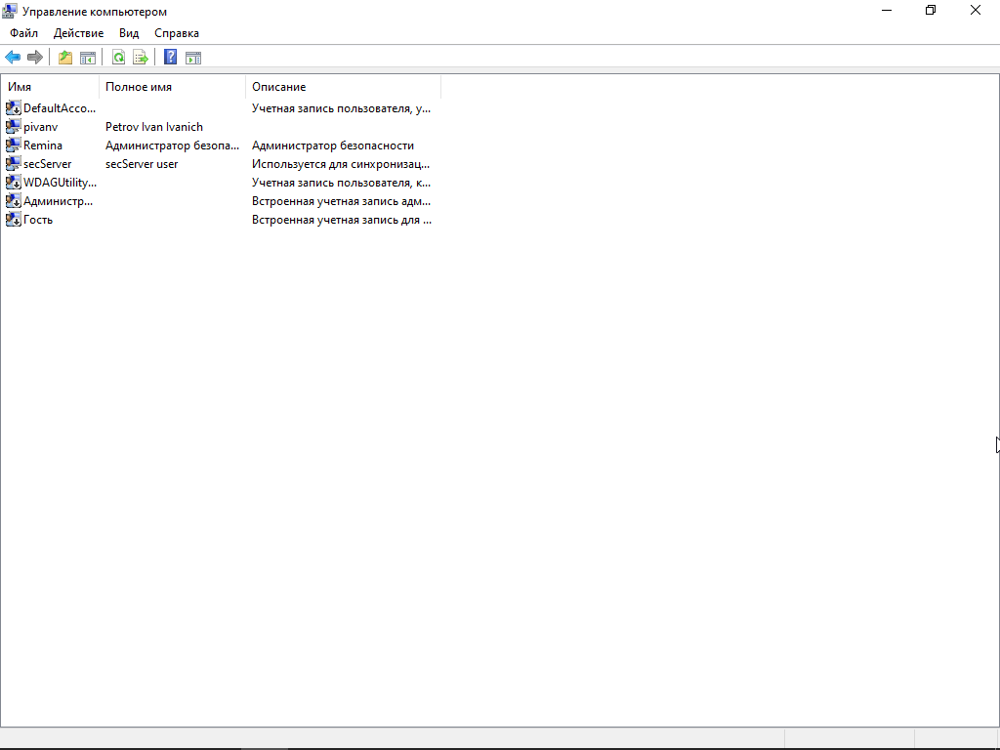 Управление компьютером
Файл Действие Вид Справка
Имя Полное имя Описание
DefaultAcco... Учетная запись пользователя, у...
pivanv Petrov Ivan Ivanich
Remina Администратор безопа... Администратор безопасности
secServer secServer user Используется для синхронизац...
WDAGUtility... Учетная запись пользователя, к...
Администр... Встроенная учетная запись адм...
Гость Встроенная учетная запись для ...